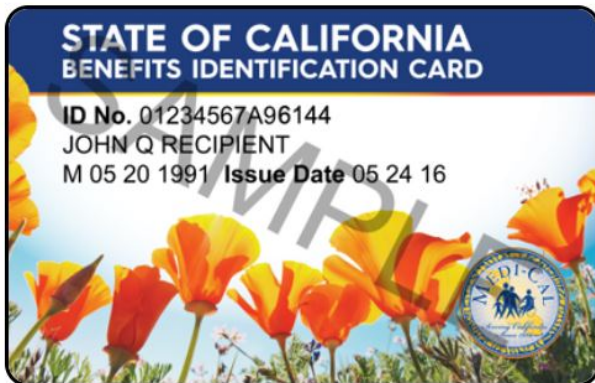 STATE OF CALIFORNIA
BENEFITS IDENTIFICATION CARD
ID No. 01234567A96144
JOHN Q RECIPIENT
M 05 20 1991 Issue Date 05 24 16
SAMPLE
MEDI-CAL